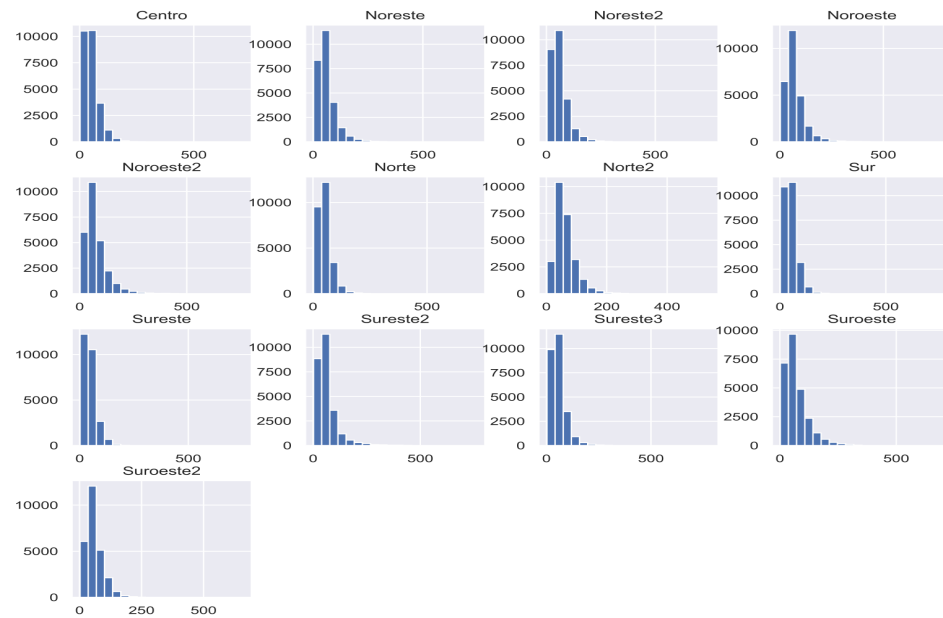 Centro Noreste Noreste2 Noroeste
10000 7500 5000 2500 0
10000 7500 5000 2500 0
10000 7500 5000 2500 0
10000 5000 0
0 500 0 500 0 500 0 500
Noroeste2 Norte Norte2 Sur
10000 7500 5000 2500 0
10000 5000 0
10000 7500 5000 2500 0
10000 5000 0
0 500 0 500 0 200 400 0 500
Sureste Sureste2 Sureste3 Suroeste
10000 5000 0
10000 7500 5000 2500 0
10000 7500 5000 2500 0
10000 7500 5000 2500 0
0 500 0 500 0 500 0 500
Suroeste2
10000
5000
0
0 250 500